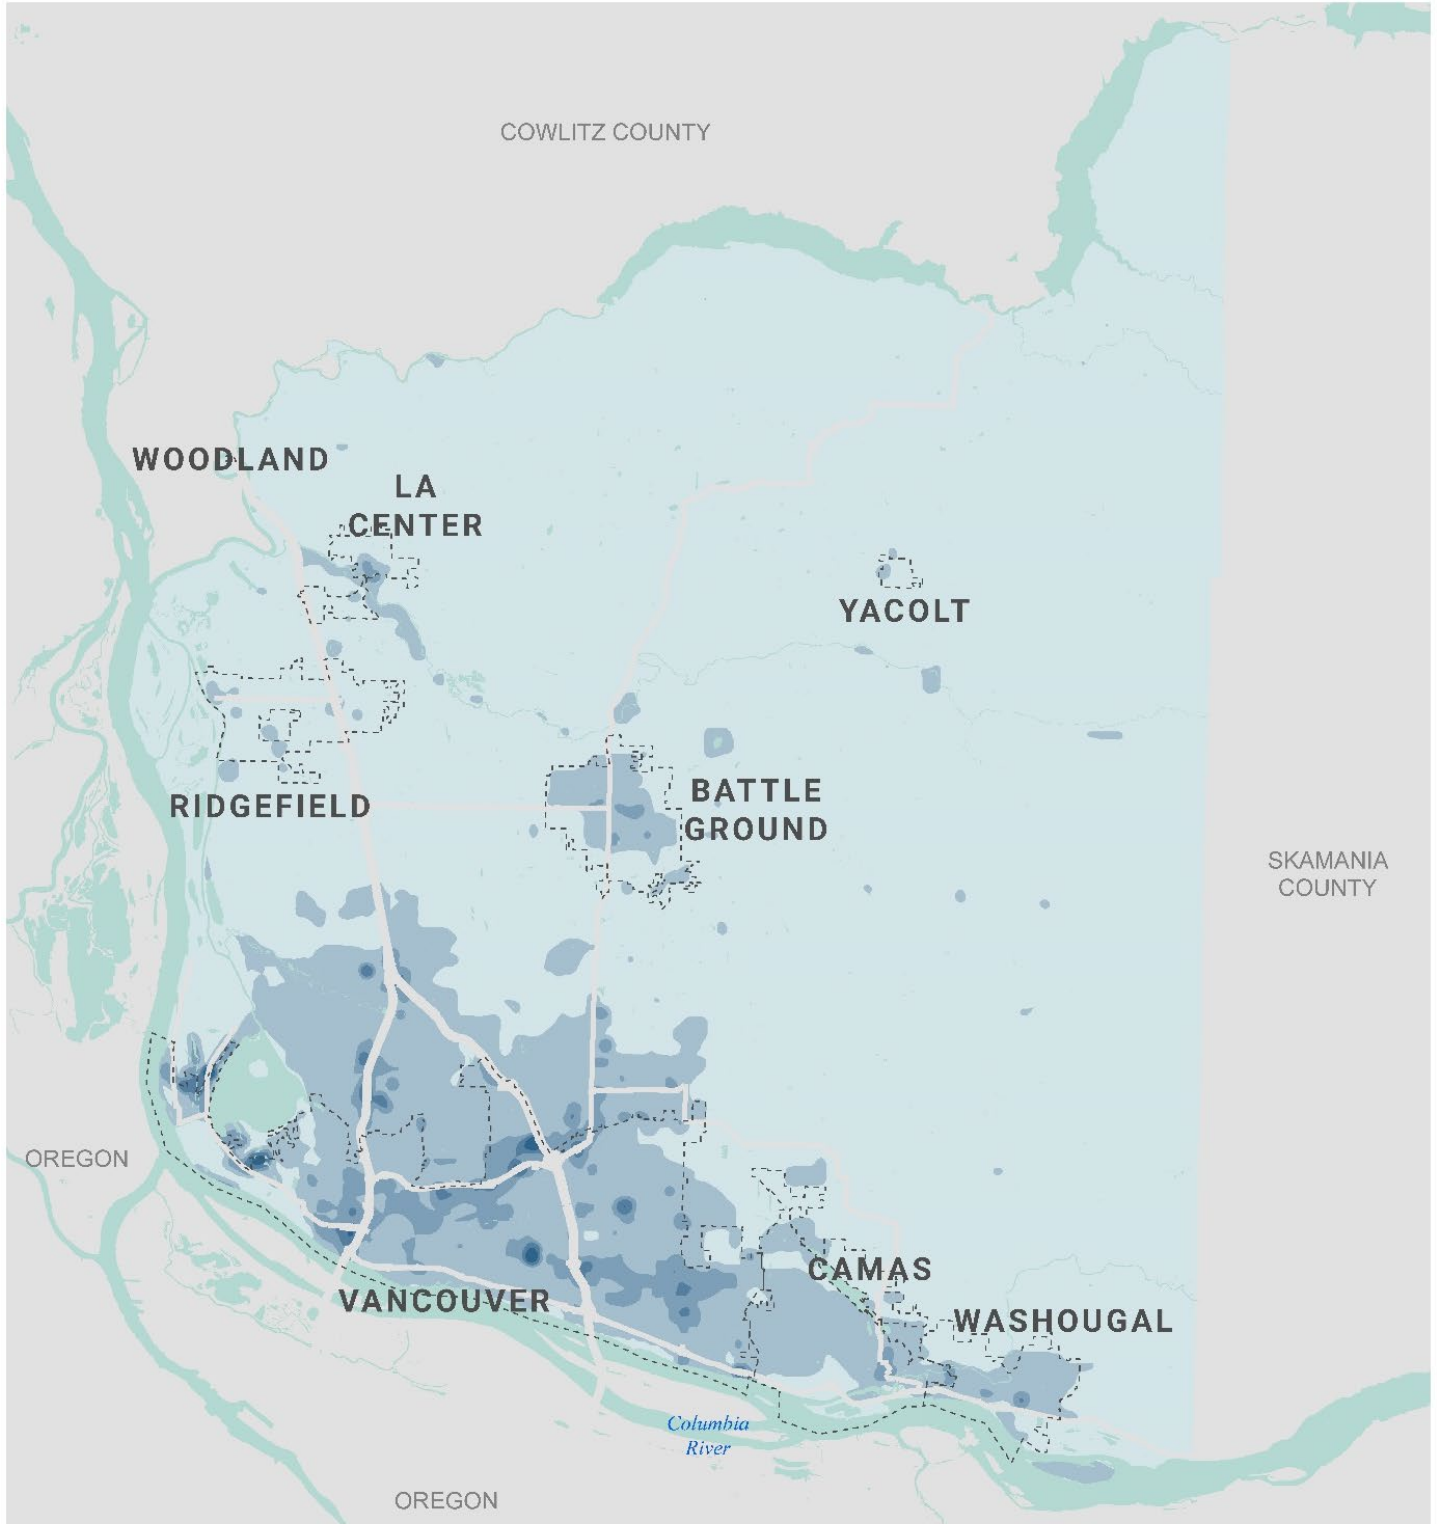 COWLITZ COUNTY
WOODLAND
LA
CENTER
YACOLT
RIDGEFIELD
BATTLE
GROUND
SKAMANIA
COUNTY
OREGON
CAMAS
VANCOUVER
WASHOUGAL
Columbia
River
OREGON